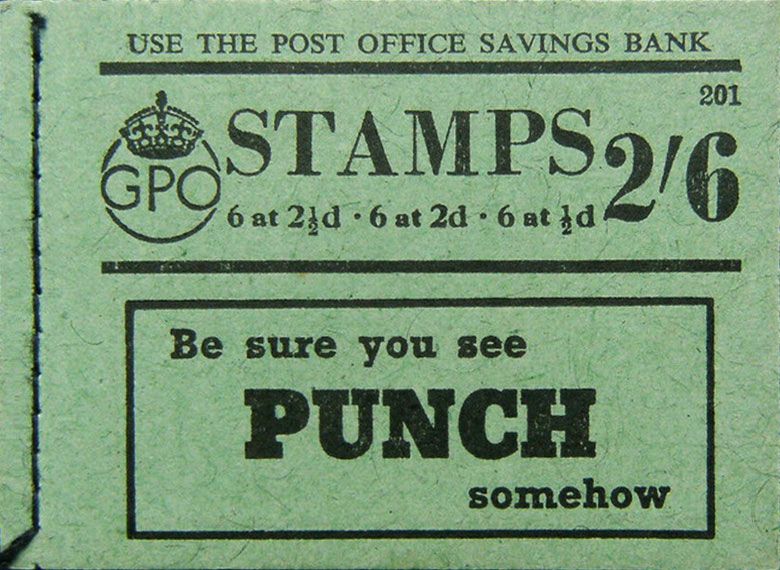 USE THE POST OFFICE SAVINGS BANK
201
GPO
STAMPS 2/6
6 at 2½d · 6 at 2d · 6 at ½d
Be sure you see
PUNCH
somehow